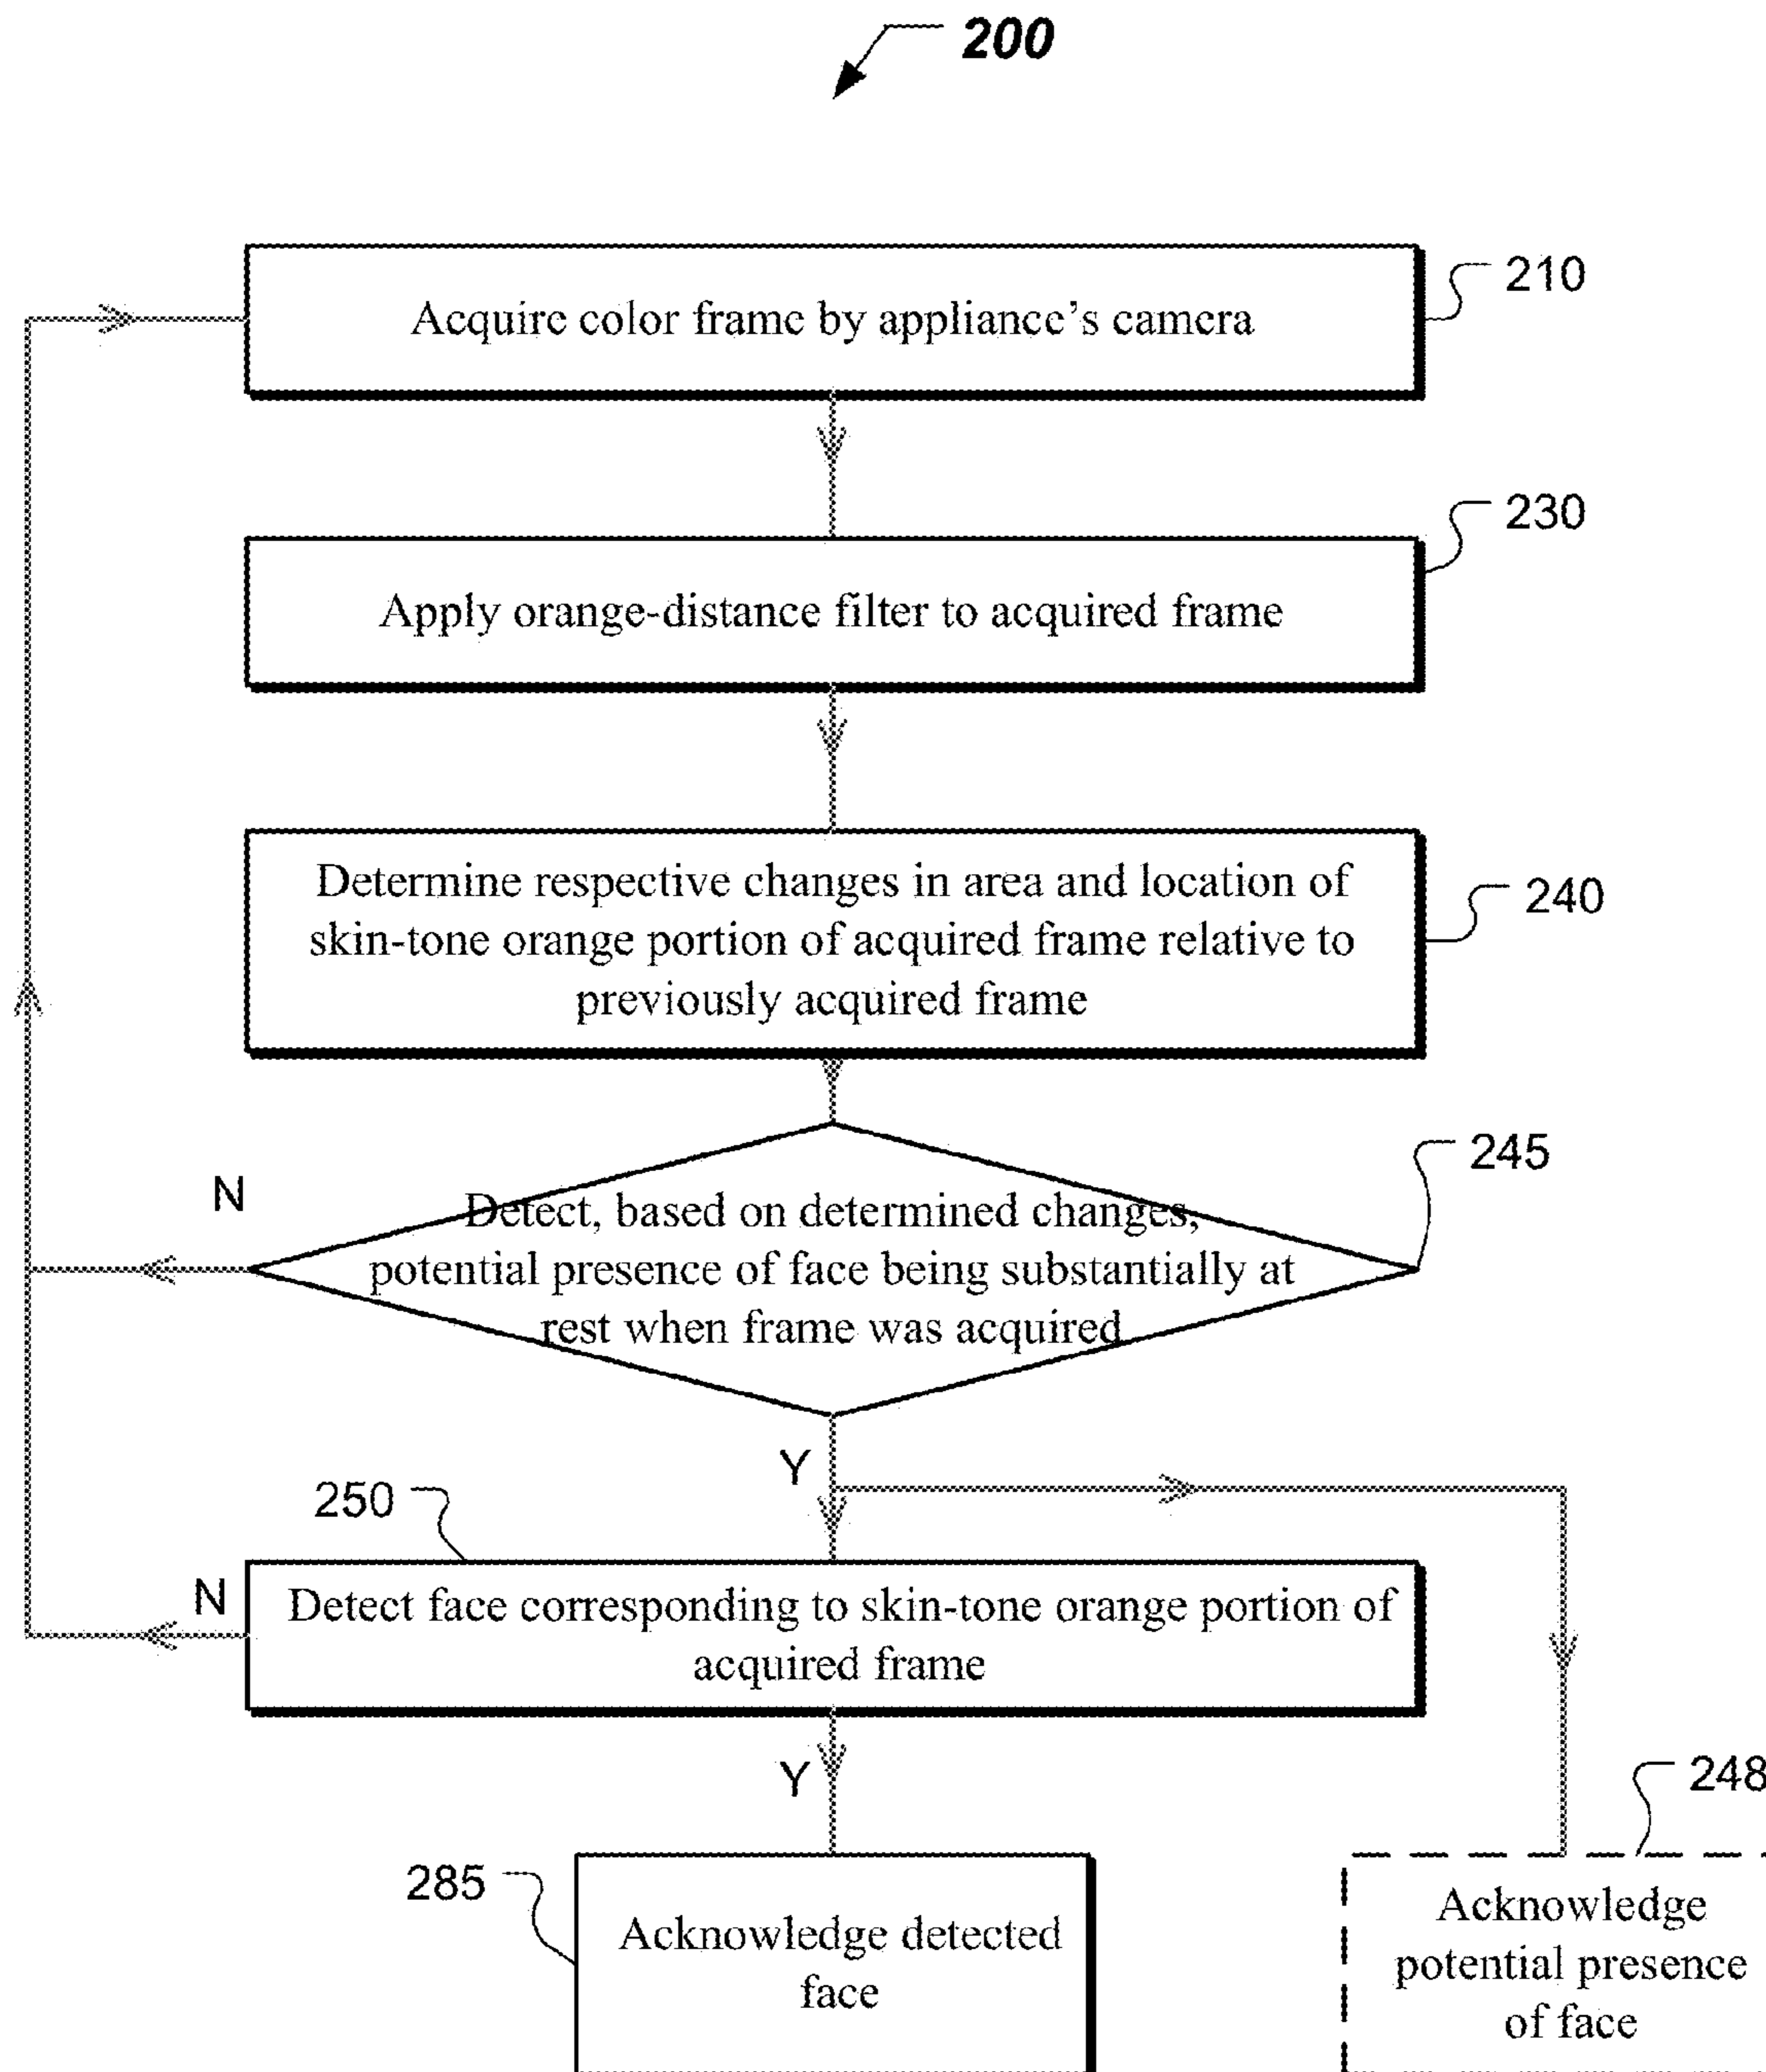 200
Acquire color frame by appliance's camera
210
Apply orange-distance filter to acquired frame
230
Determine respective changes in area and location of
skin-tone orange portion of acquired frame relative to
previously acquired frame
240
245
N
Detect, based on determined changes,
potential presence of face being substantially at
rest when frame was acquired
Y
250
N
Detect face corresponding to skin-tone orange portion of
acquired frame
Y
248
285
Acknowledge detected
face
Acknowledge
potential presence
of face